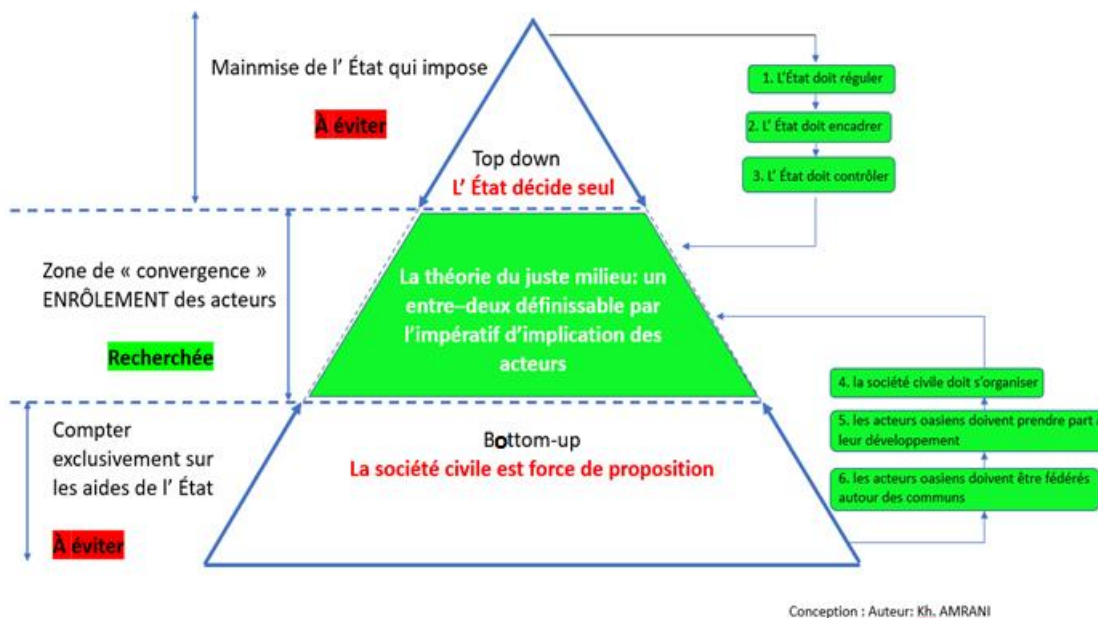 Mainmise de l' État qui impose
À éviter
Top down
L' État décide seul
1. L'État doit réguler
2. L' État doit encadrer
3. L' État doit contrôler
Zone de « convergence »
ENRÔLEMENT des acteurs
Recherchée
La théorie du juste milieu: un
entre–deux définissable par
l'impératif d'implication des
acteurs
Compter
exclusivement sur
les aides de l' État
À éviter
Bottom-up
La société civile est force de proposition
4. la société civile doit s'organiser
5. les acteurs oasiens doivent prendre part à
leur développement
6. les acteurs oasiens doivent être fédérés
autour des communs
Conception : Auteur: Kh. AMRANI